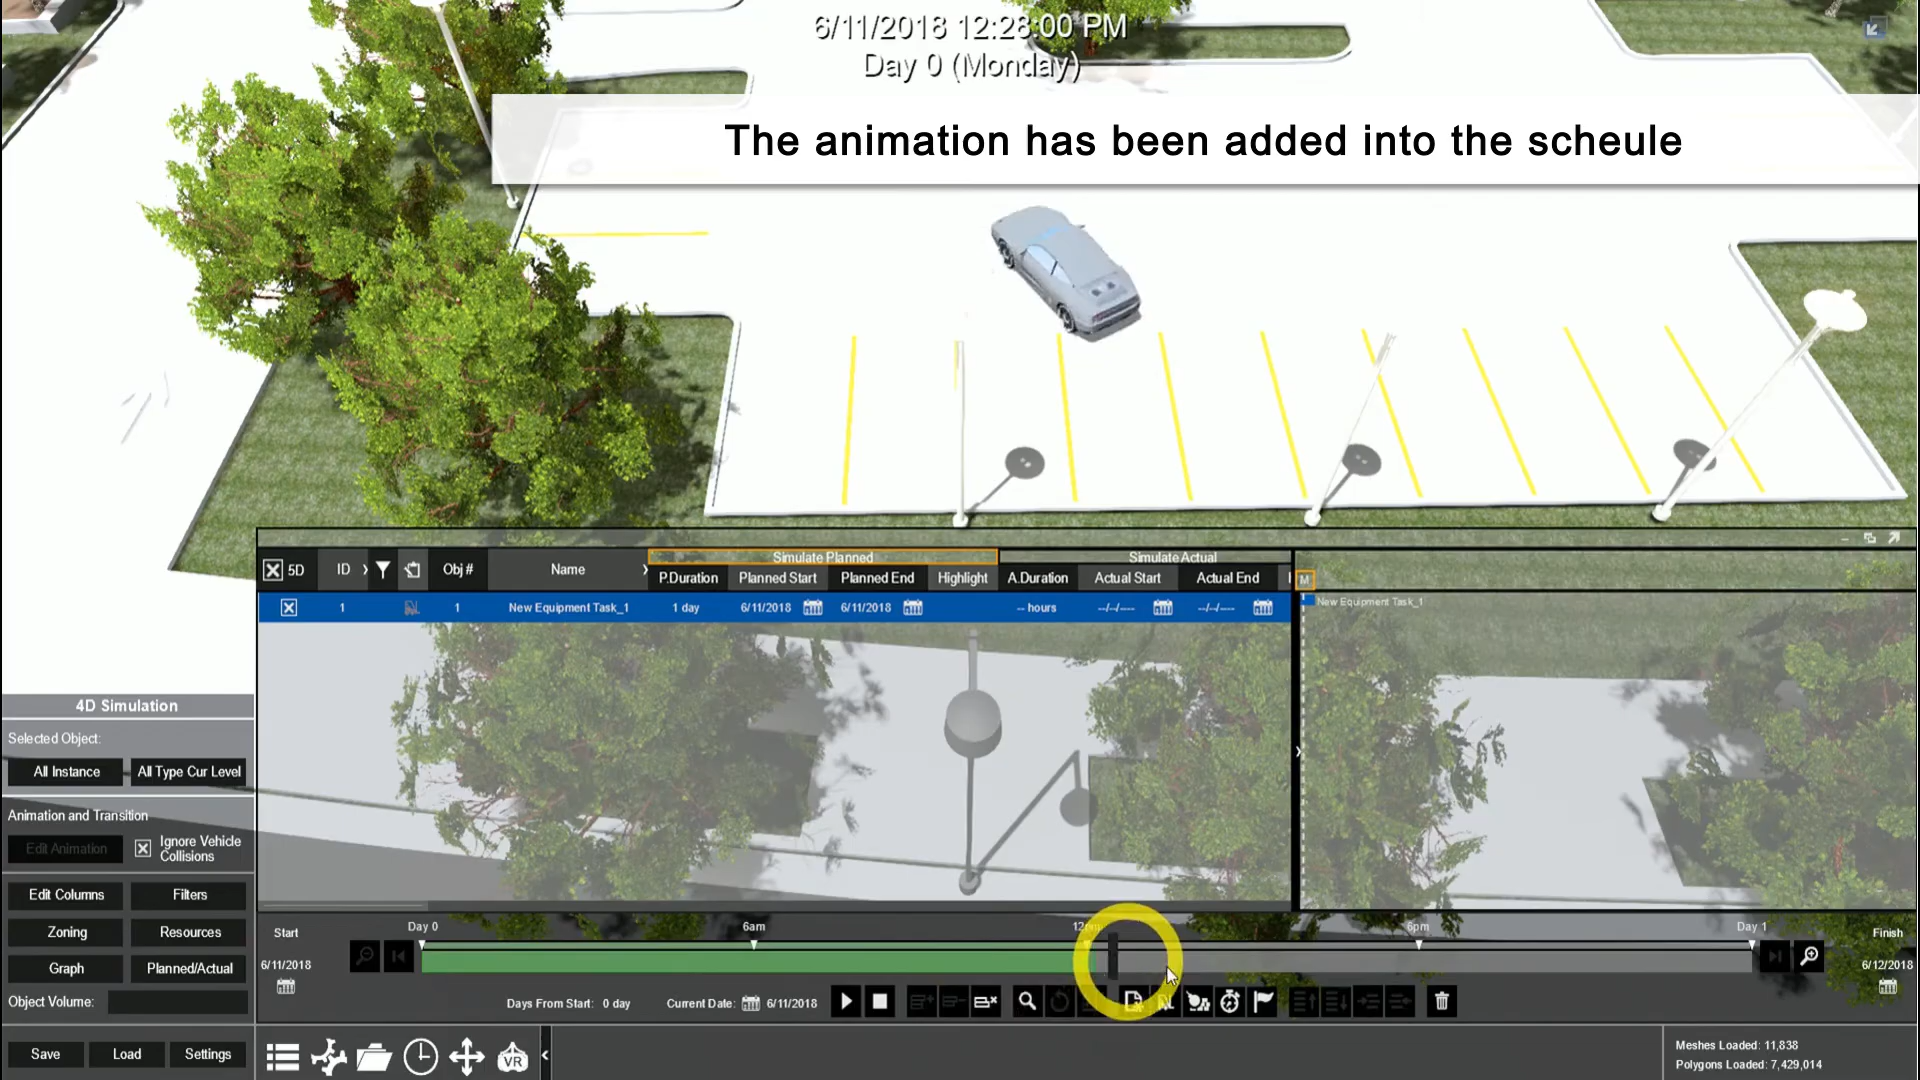 6/11/2018 12:28:00 PM
Day 0 (Monday)
The animation has been added into the scheule
5D ID Obj # Name
Simulate Planned
P.Duration Planned Start Planned End Highlight
Simulate Actual
A.Duration Actual Start Actual End
M
1 1 New Equipment Task_1 1 day 6/11/2018 6/11/2018 -- hours --/--/---- --/--/----
New Equipment Task_1
4D Simulation
Selected Object:
All Instance All Type Cur Level
Animation and Transition
Edit Animation
Ignore Vehicle
Collisions
Edit Columns Filters
Zoning Resources
Graph Planned/Actual
Object Volume:
Start
6/11/2018
Day 0 6am 6pm Day 1
Finish
6/12/2018
Days From Start: 0 day Current Date: 6/11/2018
Save Load Settings
VR
Meshes Loaded: 11,838
Polygons Loaded: 7,429,014